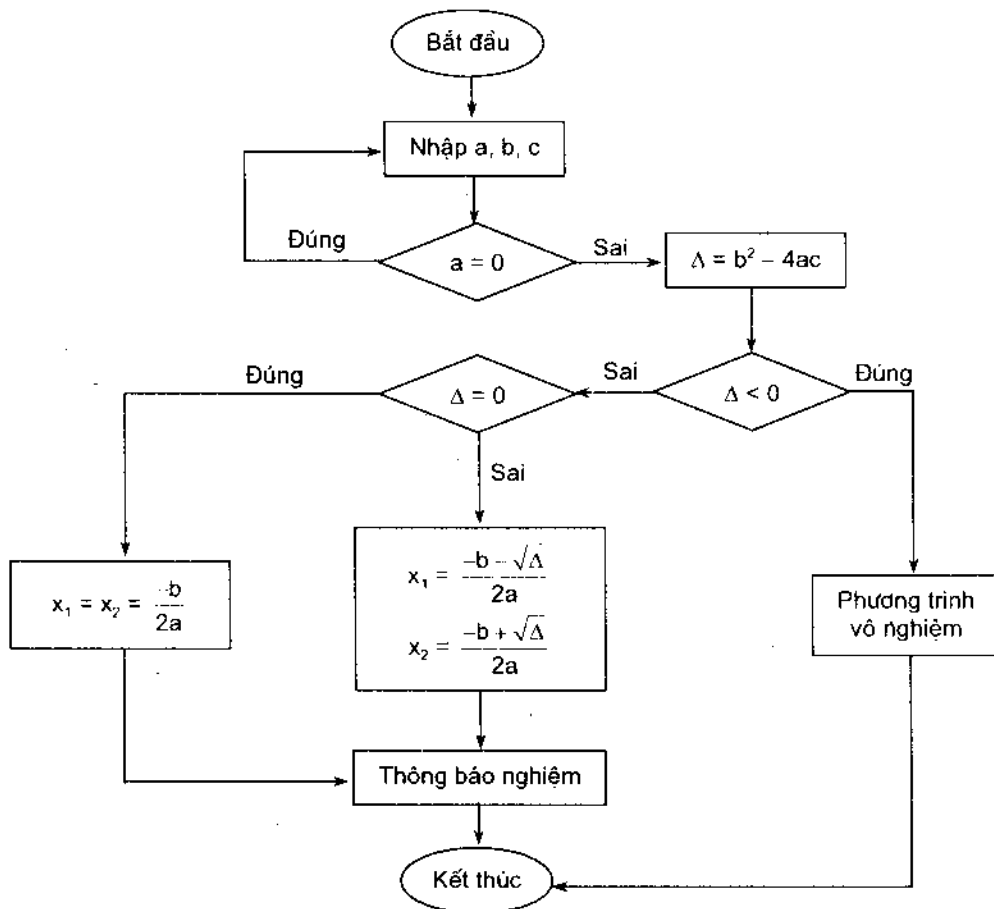 Bắt đầu
Nhập a, b, c
Đúng
a = 0
Sai
Δ = b² – 4ac
Đúng
Δ = 0
Sai
Δ < 0
Đúng
Sai
x₁ = x₂ = –b / 2a
x₁ = –b – √Δ / 2a
x₂ = –b + √Δ / 2a
Phương trình
vô nghiệm
Thông báo nghiệm
Kết thúc